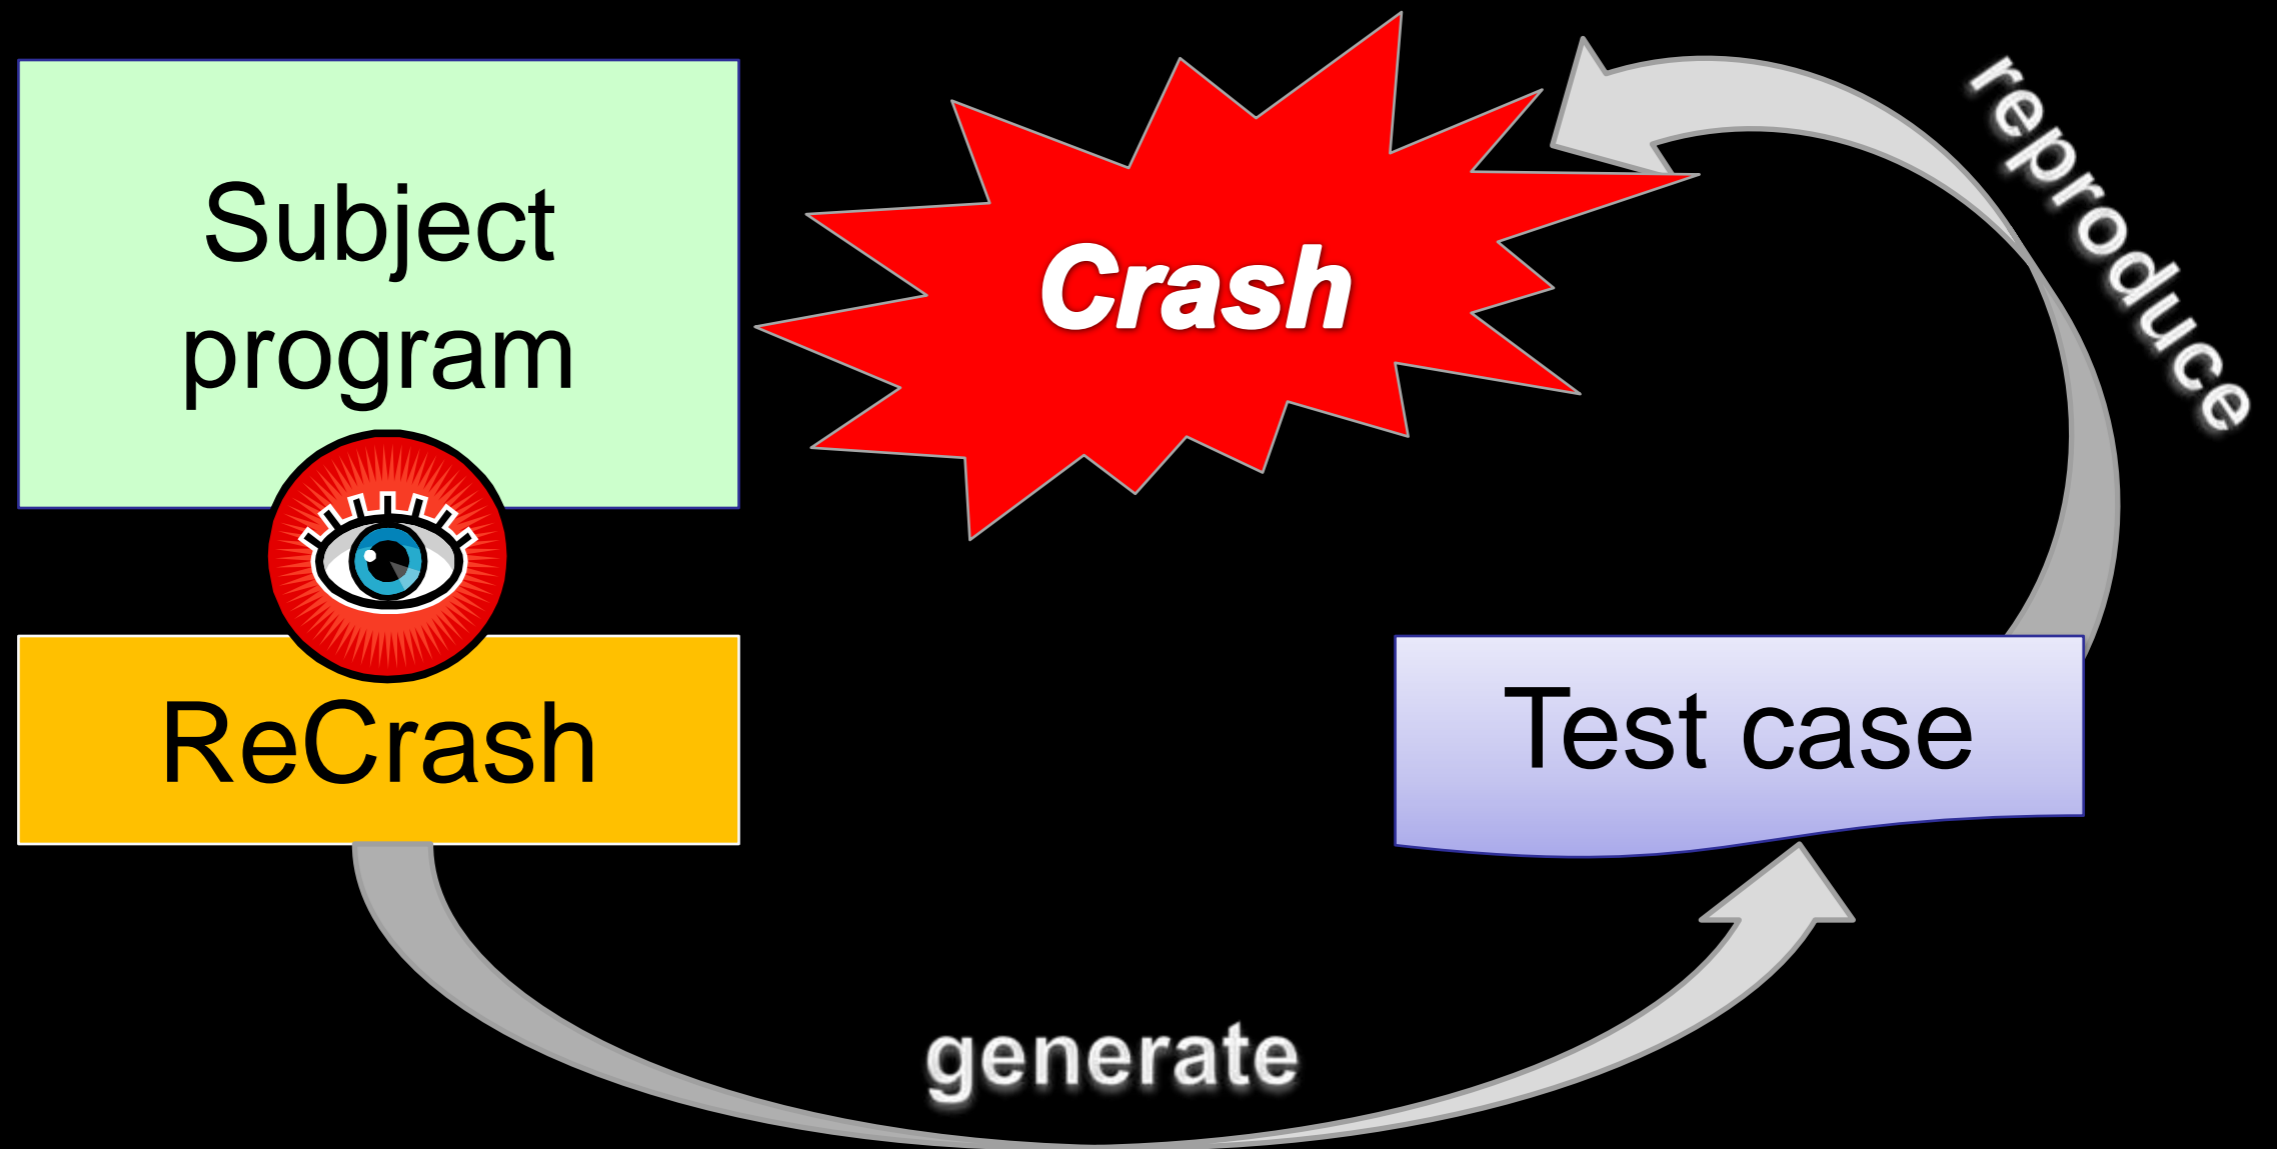 Subject
program
Crash
reproduce
ReCrash
Test case
generate